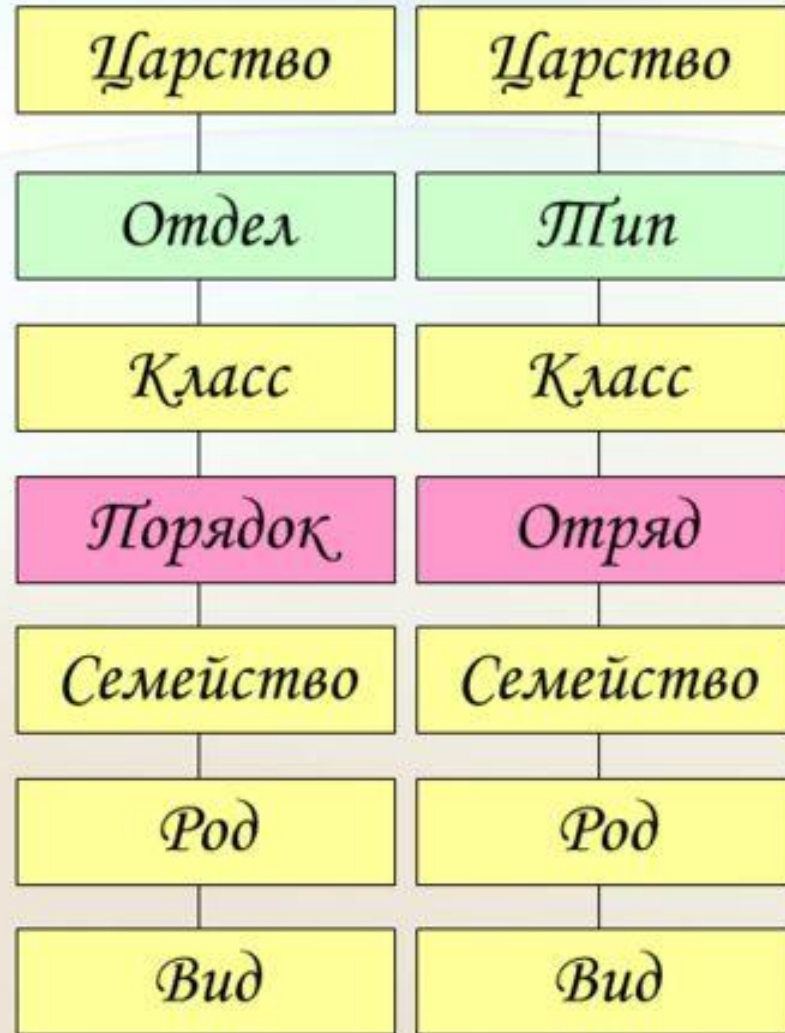 Царство
Царство
Отдел
Тип
Класс
Класс
Порядок
Отряд
Семейство
Семейство
Род
Род
Вид
Вид